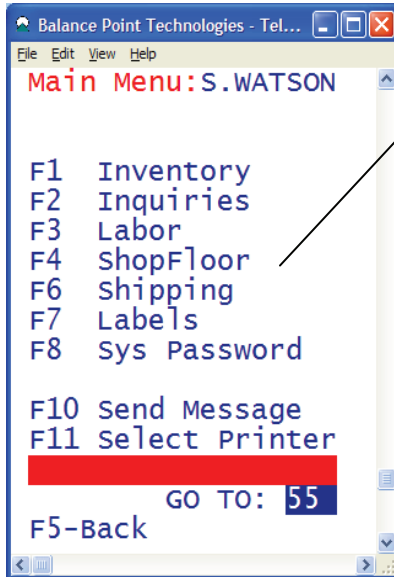 Balance Point Technologies - Tel...
File Edit View Help
Main Menu:S.WATSON
F1 Inventory
F2 Inquiries
F3 Labor
F4 ShopFloor
F6 Shipping
F7 Labels
F8 Sys Password
F10 Send Message
F11 Select Printer
GO TO: 55
F5-Back